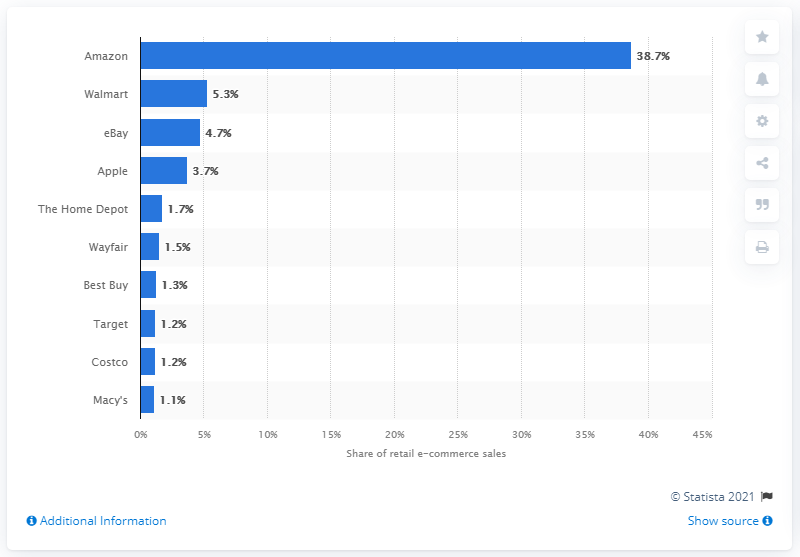 Amazon 38.7%
Walmart 5.3%
eBay 4.7%
Apple 3.7%
The Home Depot 1.7%
Wayfair 1.5%
Best Buy 1.3%
Target 1.2%
Costco 1.2%
Macy's 1.1%
0% 5% 10% 15% 20% 25% 30% 35% 40% 45%
Share of retail e-commerce sales
© Statista 2021
Additional Information Show source